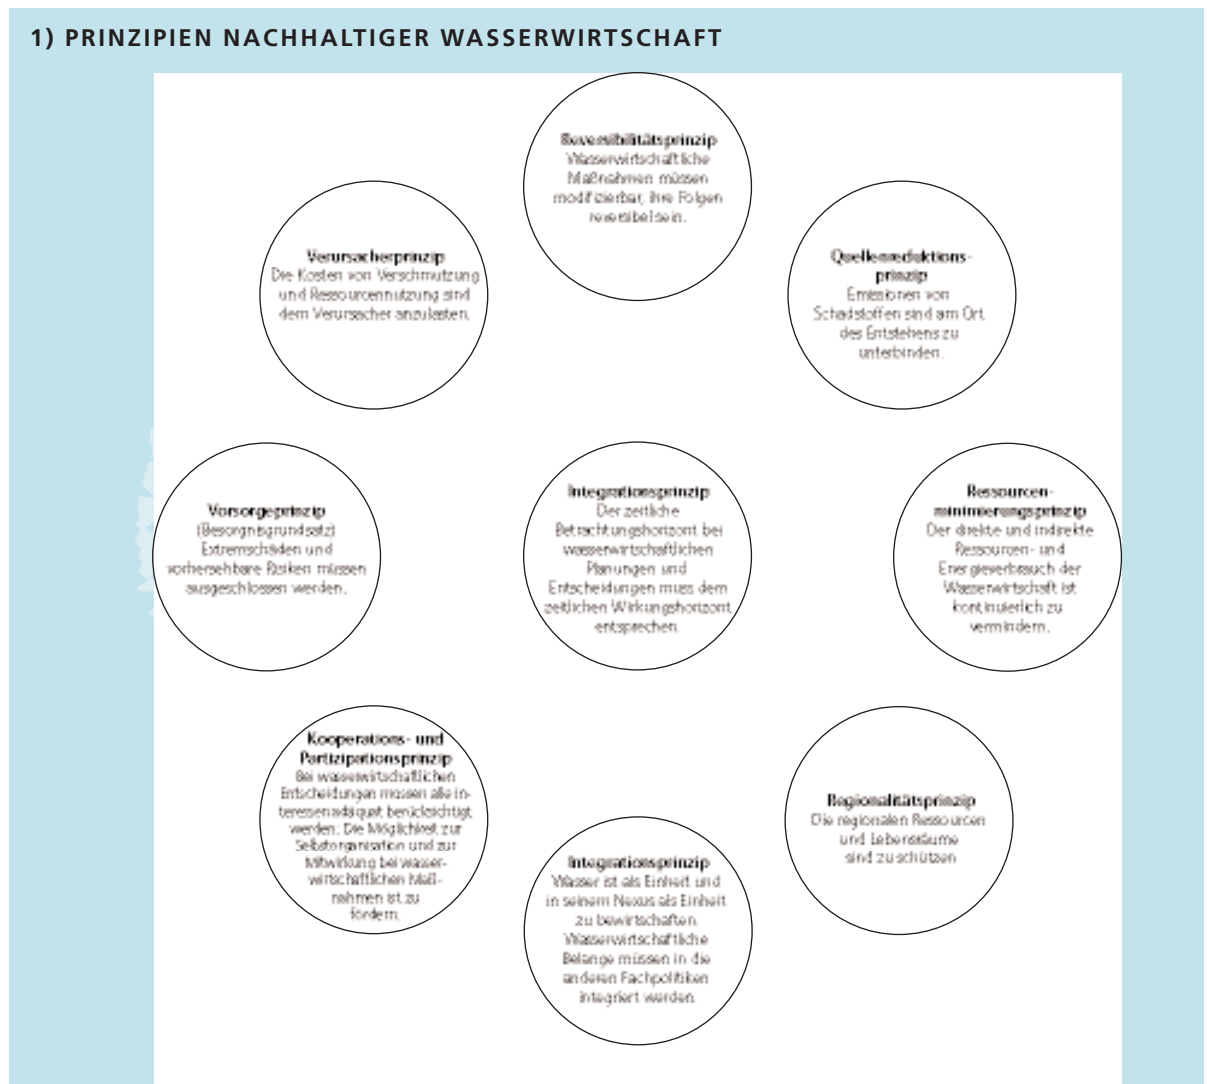 1) PRINZIPIEN NACHHALTIGER WASSERWIRTSCHAFT
Reversibilitätsprinzip
Wasserwirtschaftliche
Maßnahmen müssen
modifizierbar, ihre Folgen
reversibel sein.
Verursacherprinzip
Die Kosten von Verschmutzung
und Ressourcennutzung sind
dem Verursacher anzulasten.
Quellenreduktions-
prinzip
Emissionen von
Schadstoffen sind am Ort
des Entstehens zu
unterbinden.
Vorsorgeprinzip
(Besorgnisgrundsatz)
Extremschäden und
vorhersehbare Risiken müssen
ausgeschlossen werden.
Integrationsprinzip
Der zeitliche
Betrachtungshorizont bei
wasserwirtschaftlichen
Planungen und
Entscheidungen muss dem
zeitlichen Wirkungshorizont
entsprechen.
Ressourcen-
minimierungsprinzip
Der direkte und indirekte
Ressourcen- und
Energieverbrauch der
Wasserwirtschaft ist
kontinuierlich zu
vermindern.
Kooperations- und
Partizipationsprinzip
Bei wasserwirtschaftlichen
Entscheidungen müssen alle In-
teressen adäquat berücksichtigt
werden: Die Möglichkeit zur
Selbstorganisation und zur
Mitwirkung bei wasser-
wirtschaftlichen Maß-
nahmen ist zu
fördern.
Integrationsprinzip
Wasser ist als Einheit und
in seinem Nexus als Einheit
zu bewirtschaften.
Wasserwirtschaftliche
Belange müssen in die
anderen Fachpolitiken
integriert werden.
Regionalitätsprinzip
Die regionalen Ressourcen
und Lebensräume
sind zu schützen